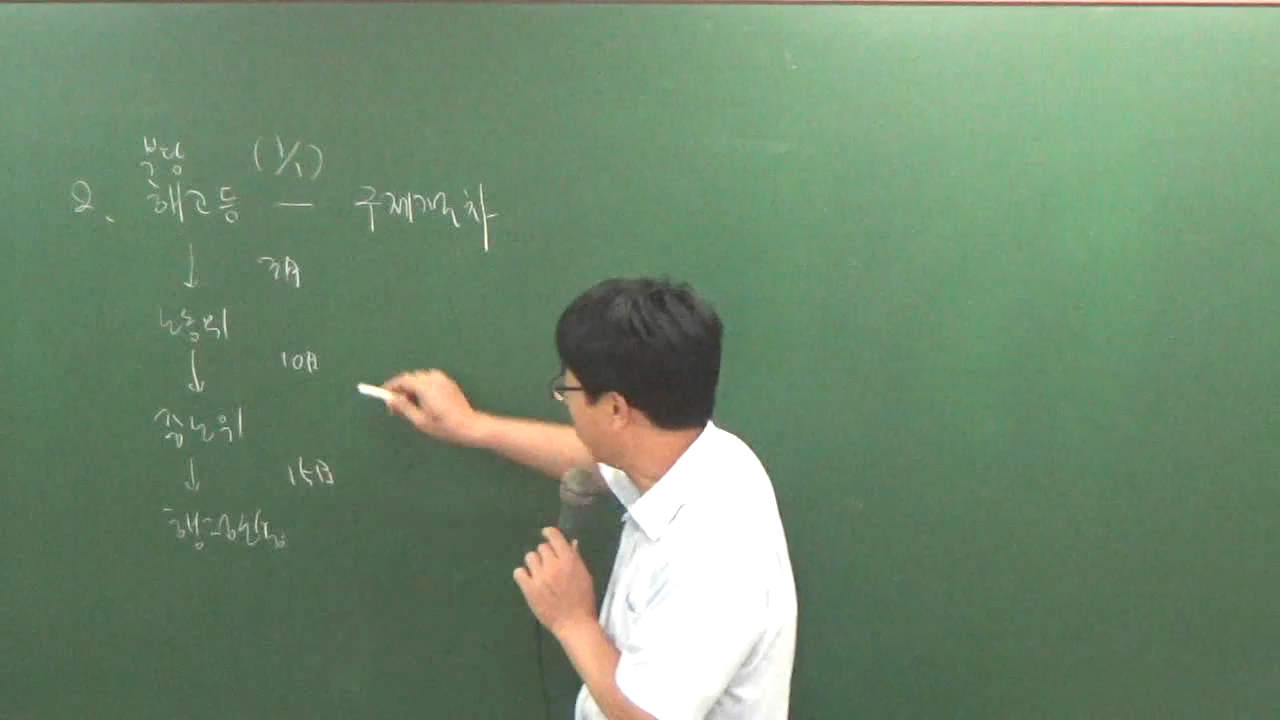 부당 (1/1)
2. 해고등 — 구제절차
↓ 3月
노동위
↓ 10日
중노위
↓ 15日
행정소송